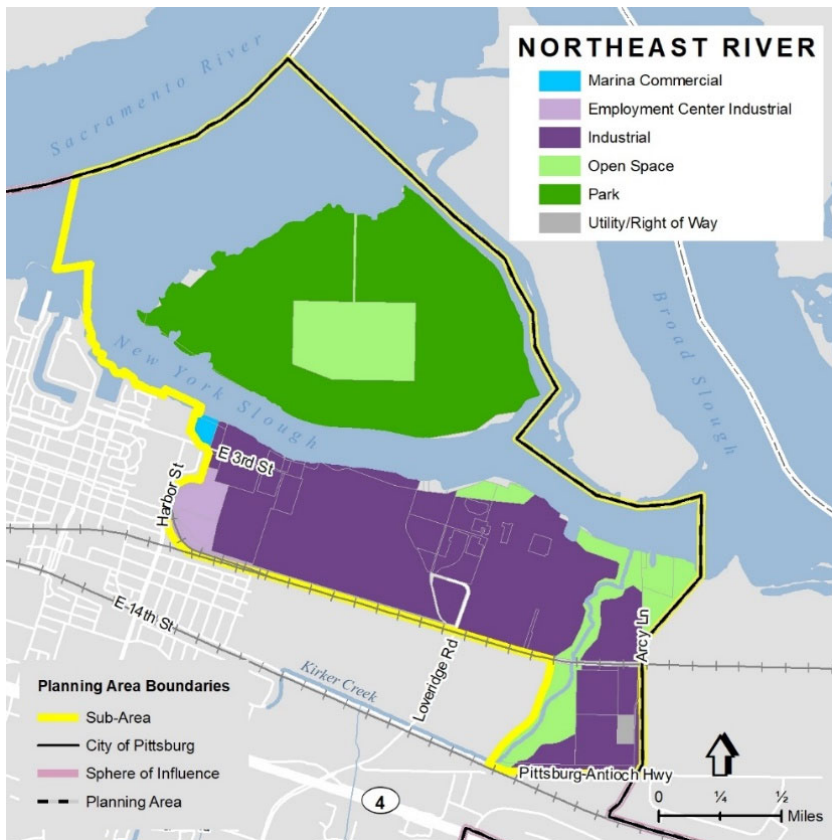 NORTHEAST RIVER
Marina Commercial
Employment Center Industrial
Industrial
Open Space
Park
Utility/Right of Way
Sacramento River
Broad Slough
New York Slough
E 3rd St
Harbor St
E 14th St
Kirker Creek
Loveridge Rd
Arcy Ln
Pittsburg-Antioch Hwy
4
Planning Area Boundaries
Sub-Area
City of Pittsburg
Sphere of Influence
Planning Area
0 ¼ ½
Miles